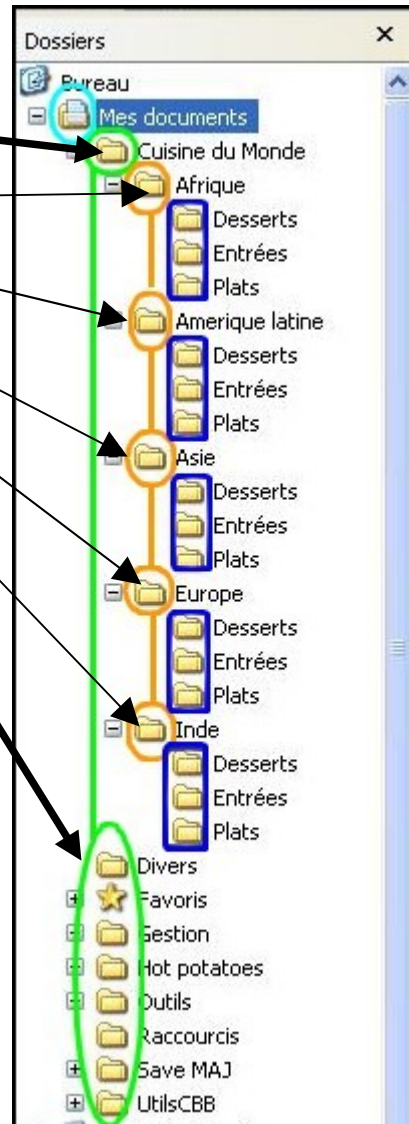 Dossiers
Bureau
Mes documents
Cuisine du Monde
Afrique
Desserts
Entrées
Plats
Amerique latine
Desserts
Entrées
Plats
Asie
Desserts
Entrées
Plats
Europe
Desserts
Entrées
Plats
Inde
Desserts
Entrées
Plats
Divers
Favoris
Gestion
Hot potatoes
Outils
Raccourcis
Save MAJ
UtilsCBB